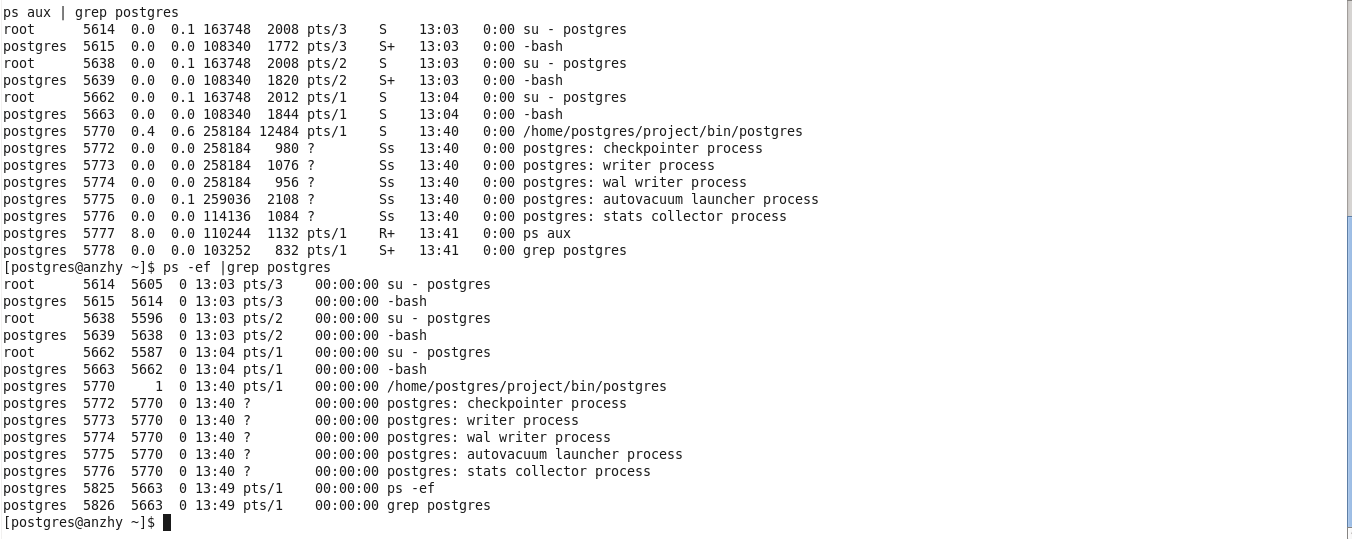 ps aux | grep postgres
root      5614  0.0  0.1 163748  2008 pts/3    S    13:03   0:00 su - postgres
postgres  5615  0.0  0.0 108340  1772 pts/3    S+   13:03   0:00 -bash
root      5638  0.0  0.1 163748  2008 pts/2    S    13:03   0:00 su - postgres
postgres  5639  0.0  0.0 108340  1820 pts/2    S+   13:03   0:00 -bash
root      5662  0.0  0.1 163748  2012 pts/1    S    13:04   0:00 su - postgres
postgres  5663  0.0  0.0 108340  1844 pts/1    S    13:04   0:00 -bash
postgres  5770  0.4  0.6 258184 12484 pts/1    S    13:40   0:00 /home/postgres/project/bin/postgres
postgres  5772  0.0  0.0 258184   980 ?        Ss   13:40   0:00 postgres: checkpointer process
postgres  5773  0.0  0.0 258184  1076 ?        Ss   13:40   0:00 postgres: writer process
postgres  5774  0.0  0.0 258184   956 ?        Ss   13:40   0:00 postgres: wal writer process
postgres  5775  0.0  0.1 259036  2108 ?        Ss   13:40   0:00 postgres: autovacuum launcher process
postgres  5776  0.0  0.0 114136  1084 ?        Ss   13:40   0:00 postgres: stats collector process
postgres  5777  8.0  0.0 110244  1132 pts/1    R+   13:41   0:00 ps aux
postgres  5778  0.0  0.0 103252   832 pts/1    S+   13:41   0:00 grep postgres
[postgres@anzhy ~]$ ps -ef |grep postgres
root      5614  5605  0 13:03 pts/3    00:00:00 su - postgres
postgres  5615  5614  0 13:03 pts/3    00:00:00 -bash
root      5638  5596  0 13:03 pts/2    00:00:00 su - postgres
postgres  5639  5638  0 13:03 pts/2    00:00:00 -bash
root      5662  5587  0 13:04 pts/1    00:00:00 su - postgres
postgres  5663  5662  0 13:04 pts/1    00:00:00 -bash
postgres  5770     1  0 13:40 pts/1    00:00:00 /home/postgres/project/bin/postgres
postgres  5772  5770  0 13:40 ?        00:00:00 postgres: checkpointer process
postgres  5773  5770  0 13:40 ?        00:00:00 postgres: writer process
postgres  5774  5770  0 13:40 ?        00:00:00 postgres: wal writer process
postgres  5775  5770  0 13:40 ?        00:00:00 postgres: autovacuum launcher process
postgres  5776  5770  0 13:40 ?        00:00:00 postgres: stats collector process
postgres  5825  5663  0 13:49 pts/1    00:00:00 ps -ef
postgres  5826  5663  0 13:49 pts/1    00:00:00 grep postgres
[postgres@anzhy ~]$